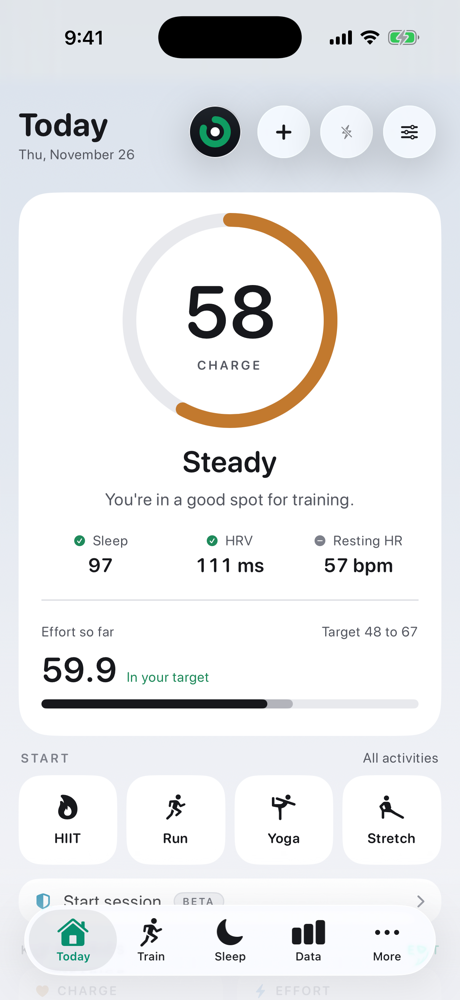 9:41
Today
Thu, November 26
58
CHARGE
Steady
You're in a good spot for training.
Sleep HRV Resting HR
97 111 ms 57 bpm
Effort so far Target 48 to 67
59.9 In your target
START All activities
HIIT Run Yoga Stretch
Start session BETA
Today Train Sleep Data More
CHARGE EFFORT